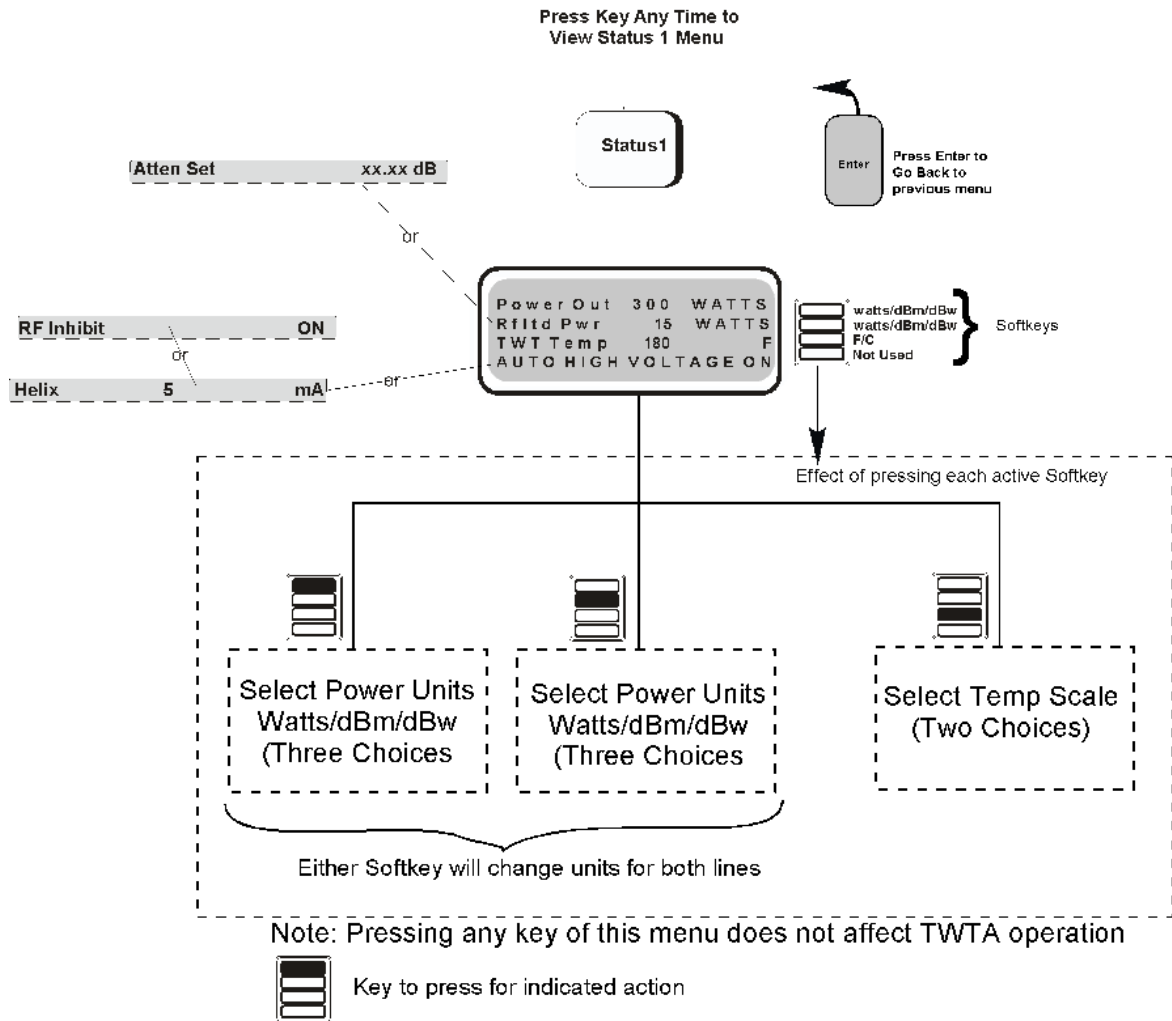 Press Key Any Time to
View Status 1 Menu
Status1
Enter
Press Enter to
Go Back to
previous menu
Atten Set xx.xx dB
or
RF Inhibit ON
or
Helix 5 mA
or
Power Out 300 WATTS
Rfltd Pwr 15 WATTS
TWT Temp 180 F
AUTO HIGH VOLTAGE ON
watts/dBm/dBw
watts/dBm/dBw
F/C
Not Used
Softkeys
Effect of pressing each active Softkey
Select Power Units
Watts/dBm/dBw
(Three Choices
Select Power Units
Watts/dBm/dBw
(Three Choices
Select Temp Scale
(Two Choices)
Either Softkey will change units for both lines
Note: Pressing any key of this menu does not affect TWTA operation
Key to press for indicated action